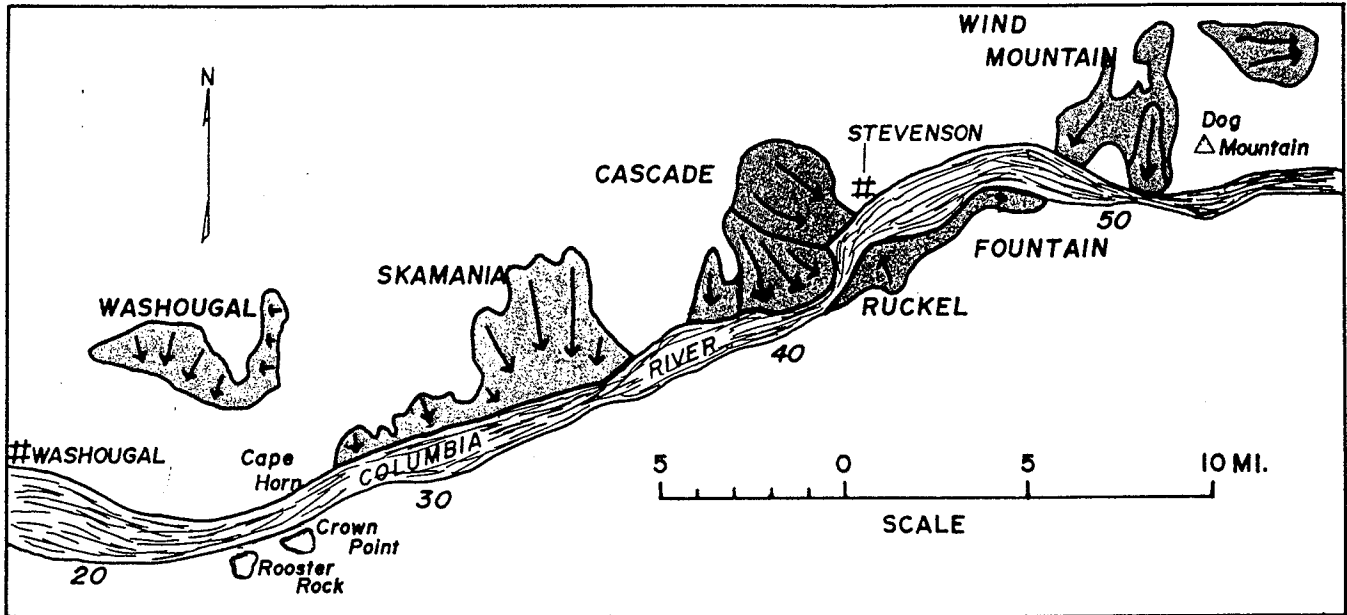 N
WIND
MOUNTAIN
Dog
Mountain
STEVENSON
CASCADE
50
FOUNTAIN
SKAMANIA
RUCKEL
WASHOUGAL
RIVER
40
# WASHOUGAL
Cape
Horn
COLUMBIA
30
5 0 5 10 MI.
SCALE
Crown
Point
Rooster
Rock
20